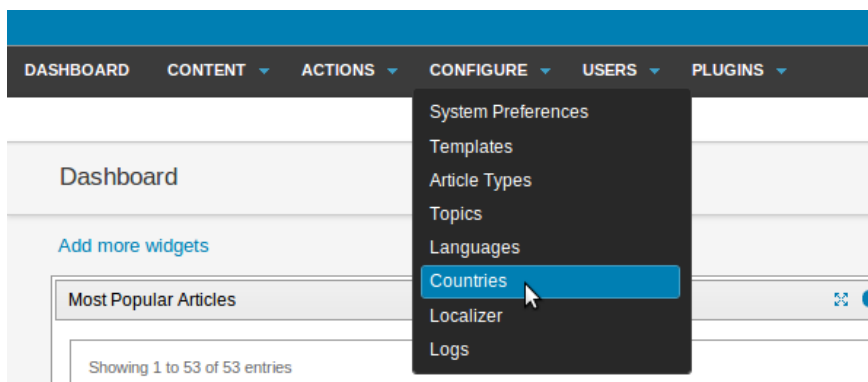 DASHBOARD CONTENT ACTIONS CONFIGURE USERS PLUGINS
System Preferences
Templates
Article Types
Topics
Languages
Countries
Localizer
Logs
Dashboard
Add more widgets
Most Popular Articles
Showing 1 to 53 of 53 entries